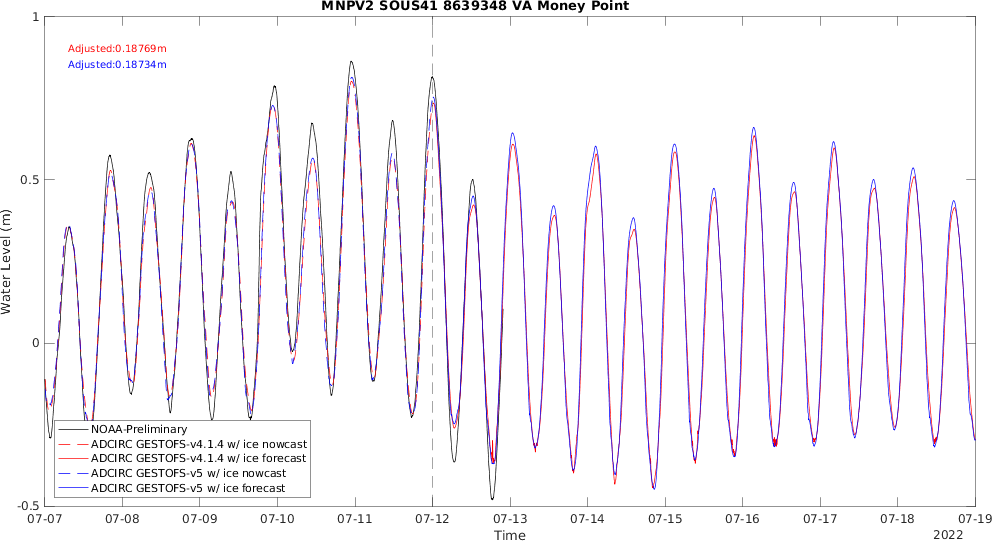 MNPV2 SOUS41 8639348 VA Money Point
1
Adjusted:0.18769m
Adjusted:0.18734m
0.5
Water Level (m)
0
NOAA-Preliminary
ADCIRC GESTOFS-v4.1.4 w/ ice nowcast
ADCIRC GESTOFS-v4.1.4 w/ ice forecast
ADCIRC GESTOFS-v5 w/ ice nowcast
ADCIRC GESTOFS-v5 w/ ice forecast
-0.5
07-07 07-08 07-09 07-10 07-11 07-12 07-13 07-14 07-15 07-16 07-17 07-18 07-19
Time
2022